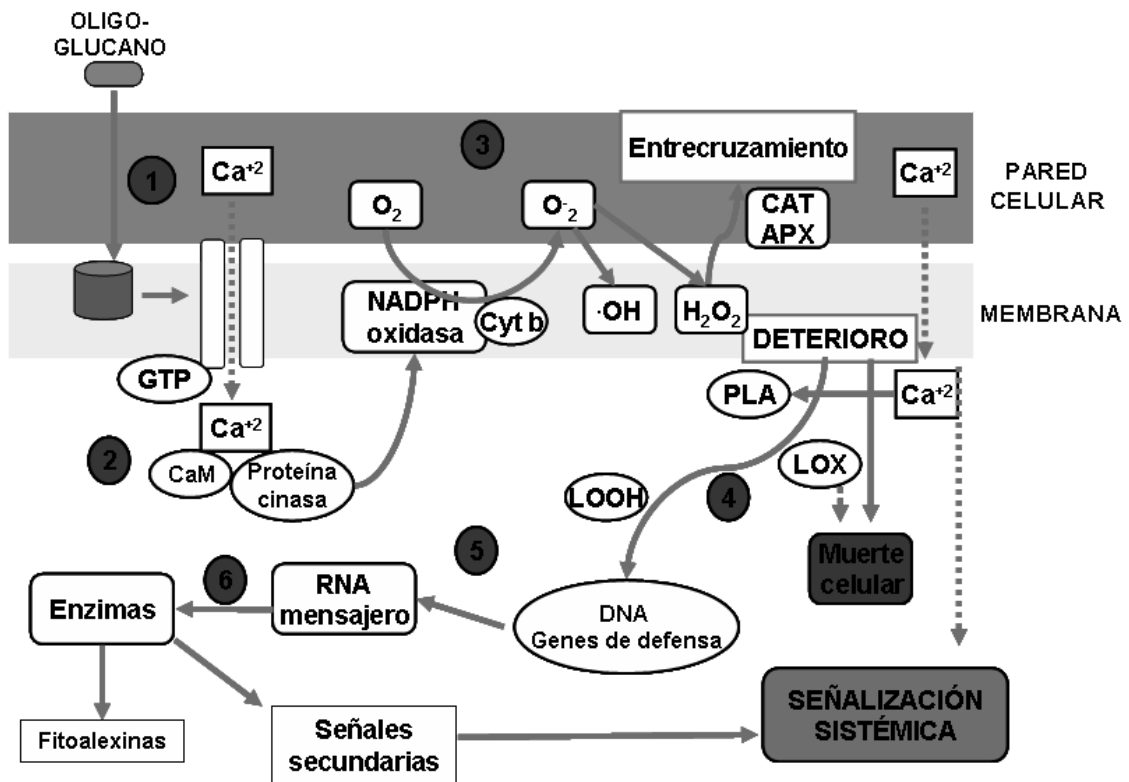 OLIGO-
GLUCANO
1
Ca+2
3
Entrecruzamiento
Ca+2
PARED
CELULAR
O2
O-2
CAT
APX
NADPH
oxidasa
Cyt b
·OH
H2O2
DETERIORO
MEMBRANA
GTP
PLA
Ca+2
Ca+2
2
CaM
Proteína
cinasa
LOX
LOOH
4
5
Muerte
celular
6
RNA
mensajero
Enzimas
DNA
Genes de defensa
Fitoalexinas
Señales
secundarias
SEÑALIZACIÓN
SISTÉMICA